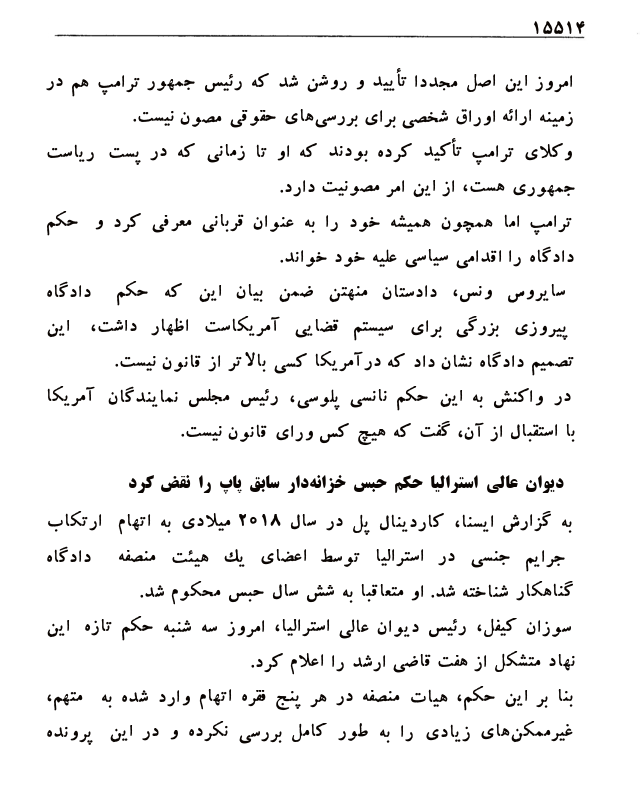 ۱۵۵۱۴
امروز این اصل مجددا تأیید و روشن شد که رئیس جمهور ترامپ هم در
زمینه ارائه اوراق شخصی برای بررسی‌های حقوقی مصون نیست.
وکلای ترامپ تأکید کرده بودند که او تا زمانی که در پست ریاست
جمهوری هست، از این امر مصونیت دارد.
ترامپ اما همچون همیشه خود را به عنوان قربانی معرفی کرد و حکم
دادگاه را اقدامی سیاسی علیه خود خواند.
سایروس ونس، دادستان منهتن ضمن بیان این که حکم دادگاه
پیروزی بزرگی برای سیستم قضایی آمریکاست اظهار داشت، این
تصمیم دادگاه نشان داد که درآمریکا کسی بالاتر از قانون نیست.
در واکنش به این حکم نانسی پلوسی، رئیس مجلس نمایندگان آمریکا
با استقبال از آن، گفت که هیچ کس ورای قانون نیست.
دیوان عالی استرالیا حکم حبس خزانه‌دار سابق پاپ را نقض کرد
به گزارش ایسنا، کاردینال پل در سال ۲۰۱۸ میلادی به اتهام ارتکاب
جرایم جنسی در استرالیا توسط اعضای یك هیئت منصفه دادگاه
گناهکار شناخته شد. او متعاقبا به شش سال حبس محکوم شد.
سوزان کیفل، رئیس دیوان عالی استرالیا، امروز سه شنبه حکم تازه این
نهاد متشکل از هفت قاضی ارشد را اعلام کرد.
بنا بر این حکم، هیات منصفه در هر پنج فقره اتهام وارد شده به متهم،
غیرممکن‌های زیادی را به طور کامل بررسی نکرده و در این پرونده